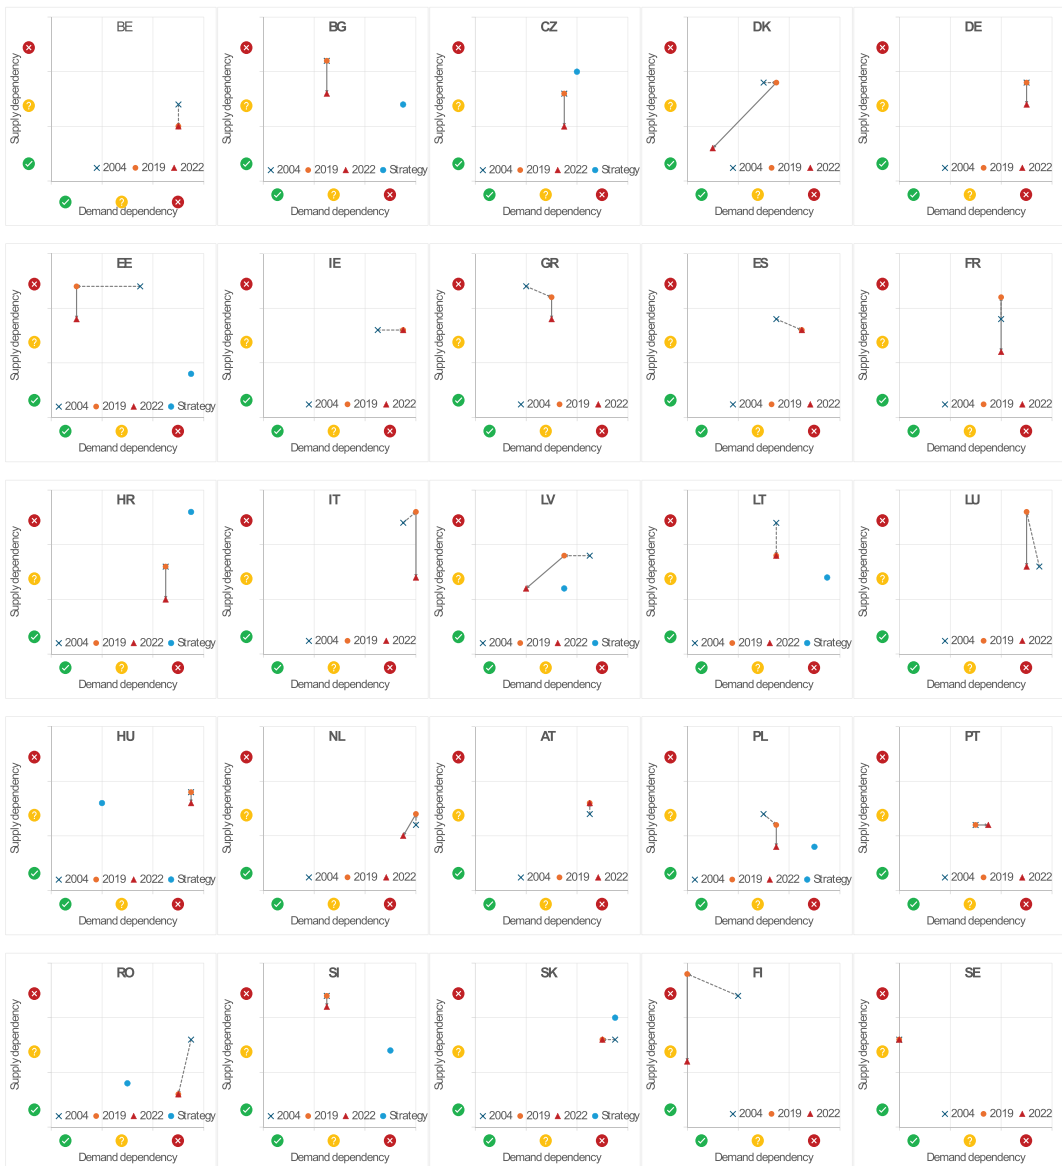 BE
Supply dependency
2004 2019 2022
Demand dependency
BG
Supply dependency
2004 2019 2022 Strategy
Demand dependency
CZ
Supply dependency
2004 2019 2022 Strategy
Demand dependency
DK
Supply dependency
2004 2019 2022
Demand dependency
DE
Supply dependency
2004 2019 2022
Demand dependency
EE
Supply dependency
2004 2019 2022 Strategy
Demand dependency
IE
Supply dependency
2004 2019 2022
Demand dependency
GR
Supply dependency
2004 2019 2022
Demand dependency
ES
Supply dependency
2004 2019 2022
Demand dependency
FR
Supply dependency
2004 2019 2022
Demand dependency
HR
Supply dependency
2004 2019 2022 Strategy
Demand dependency
IT
Supply dependency
2004 2019 2022
Demand dependency
LV
Supply dependency
2004 2019 2022 Strategy
Demand dependency
LT
Supply dependency
2004 2019 2022 Strategy
Demand dependency
LU
Supply dependency
2004 2019 2022
Demand dependency
HU
Supply dependency
2004 2019 2022 Strategy
Demand dependency
NL
Supply dependency
2004 2019 2022
Demand dependency
AT
Supply dependency
2004 2019 2022
Demand dependency
PL
Supply dependency
2004 2019 2022 Strategy
Demand dependency
PT
Supply dependency
2004 2019 2022
Demand dependency
RO
Supply dependency
2004 2019 2022 Strategy
Demand dependency
SI
Supply dependency
2004 2019 2022 Strategy
Demand dependency
SK
Supply dependency
2004 2019 2022 Strategy
Demand dependency
FI
Supply dependency
2004 2019 2022
Demand dependency
SE
Supply dependency
2004 2019 2022
Demand dependency